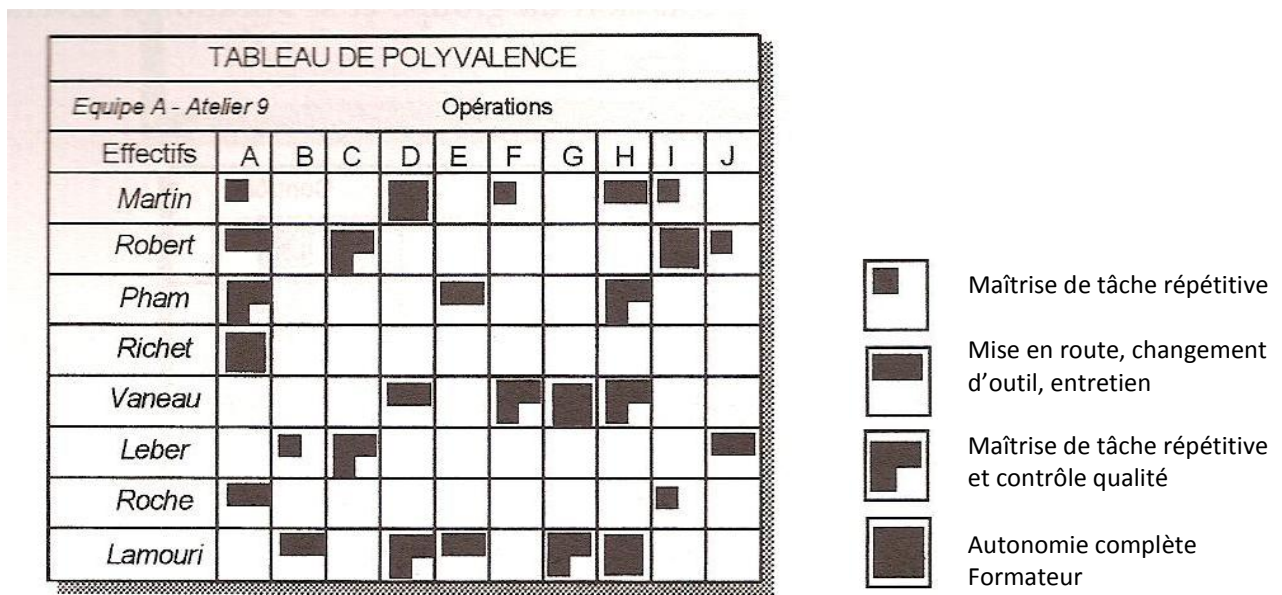 TABLEAU DE POLYVALENCE
Equipe A - Atelier 9 Opérations
Effectifs A B C D E F G H I J
Martin
Robert
Pham
Richet
Vaneau
Leber
Roche
Lamouri
Maîtrise de tâche répétitive
Mise en route, changement
d’outil, entretien
Maîtrise de tâche répétitive
et contrôle qualité
Autonomie complète
Formateur